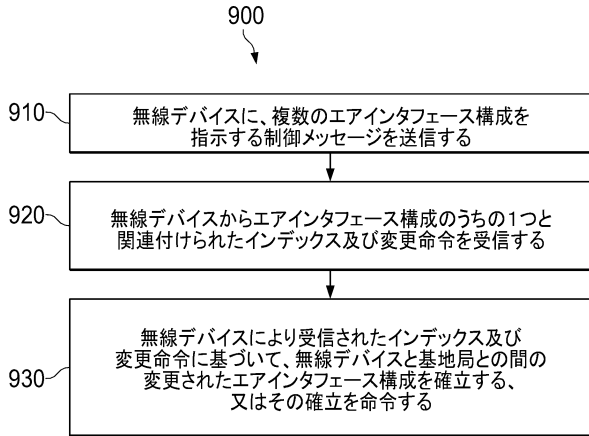 900
910
無線デバイスに、複数のエアインタフェース構成を
指示する制御メッセージを送信する
920
無線デバイスからエアインタフェース構成のうちの1つと
関連付けられたインデックス及び変更命令を受信する
930
無線デバイスにより受信されたインデックス及び
変更命令に基づいて、無線デバイスと基地局との間の
変更されたエアインタフェース構成を確立する、
又はその確立を命令する